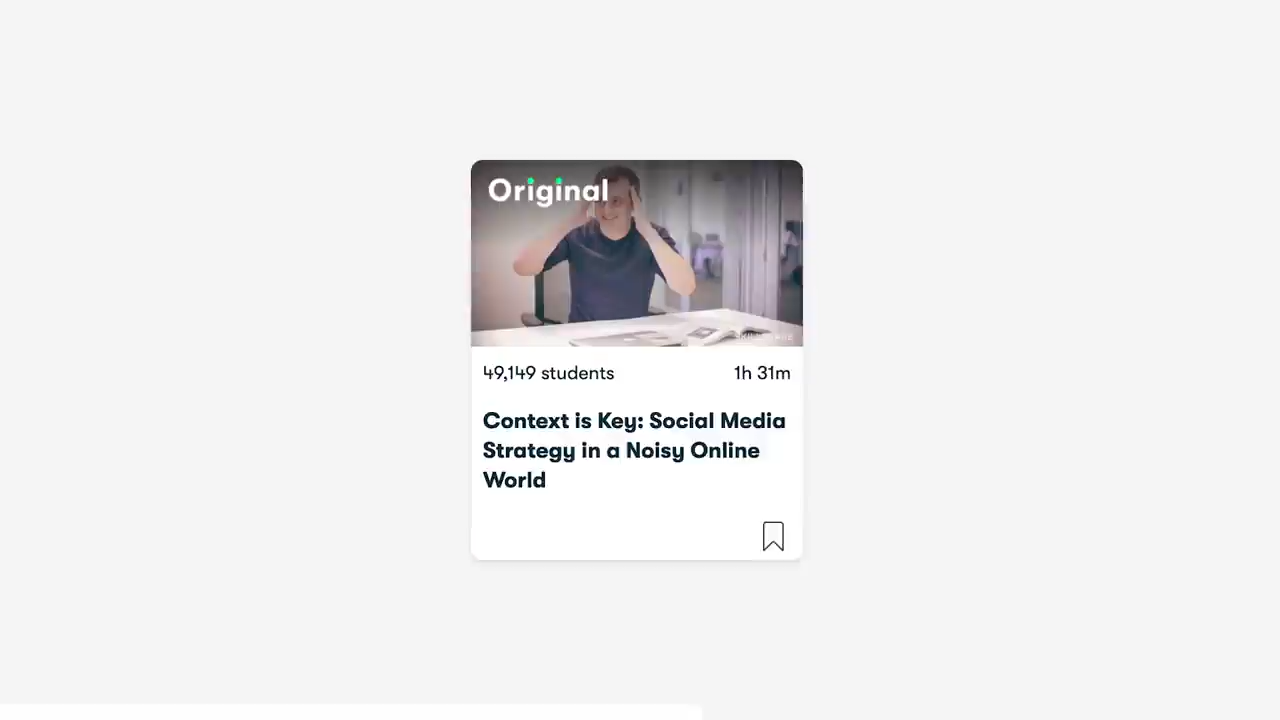 Original
49,149 students
1h 31m
Context is Key: Social Media
Strategy in a Noisy Online
World